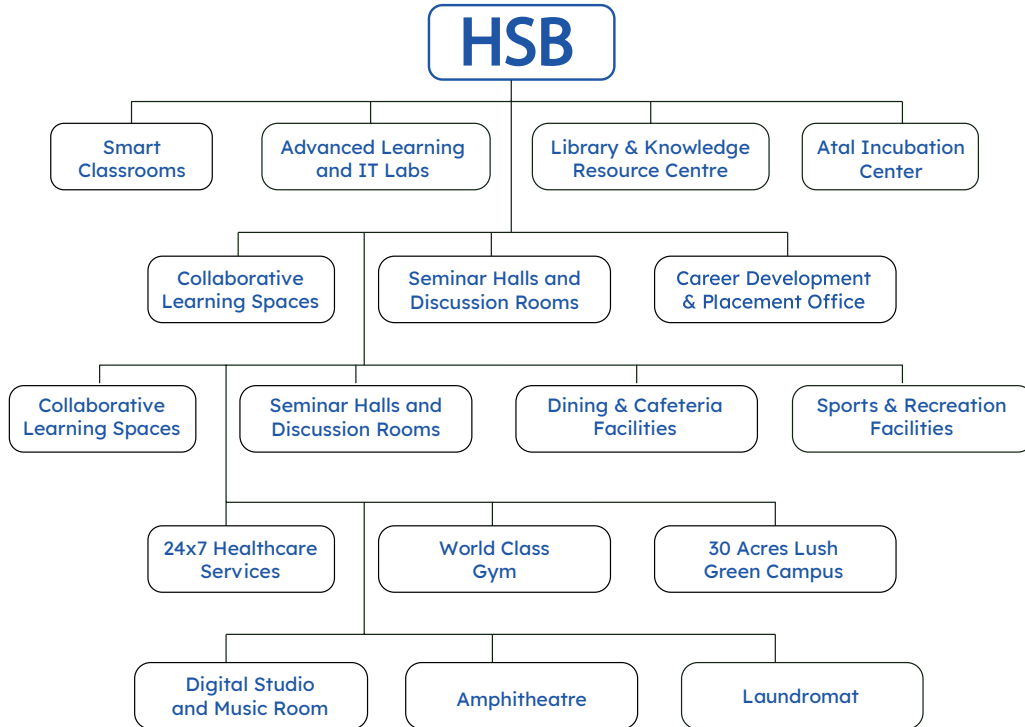 HSB
Smart
Classrooms
Advanced Learning
and IT Labs
Library & Knowledge
Resource Centre
Atal Incubation
Center
Collaborative
Learning Spaces
Seminar Halls and
Discussion Rooms
Career Development
& Placement Office
Collaborative
Learning Spaces
Seminar Halls and
Discussion Rooms
Dining & Cafeteria
Facilities
Sports & Recreation
Facilities
24x7 Healthcare
Services
World Class
Gym
30 Acres Lush
Green Campus
Digital Studio
and Music Room
Amphitheatre
Laundromat